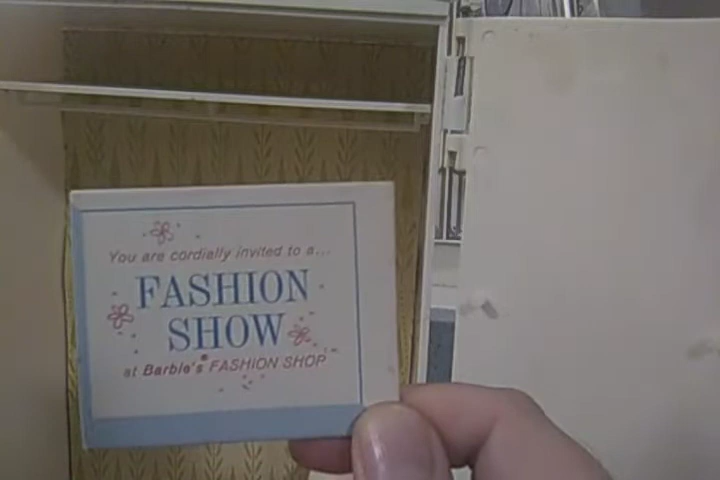 You are cordially invited to a...
FASHION
SHOW
at Barbie's® FASHION SHOP